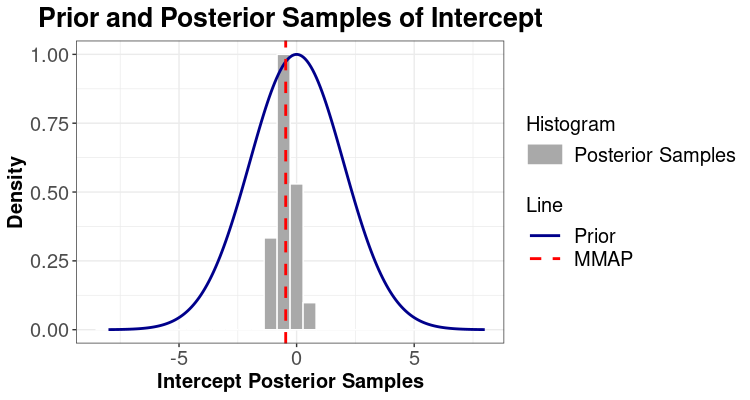 Prior and Posterior Samples of Intercept
Density
1.00
0.75
0.50
0.25
0.00
-5
0
5
Intercept Posterior Samples
Histogram
Posterior Samples
Line
Prior
MMAP